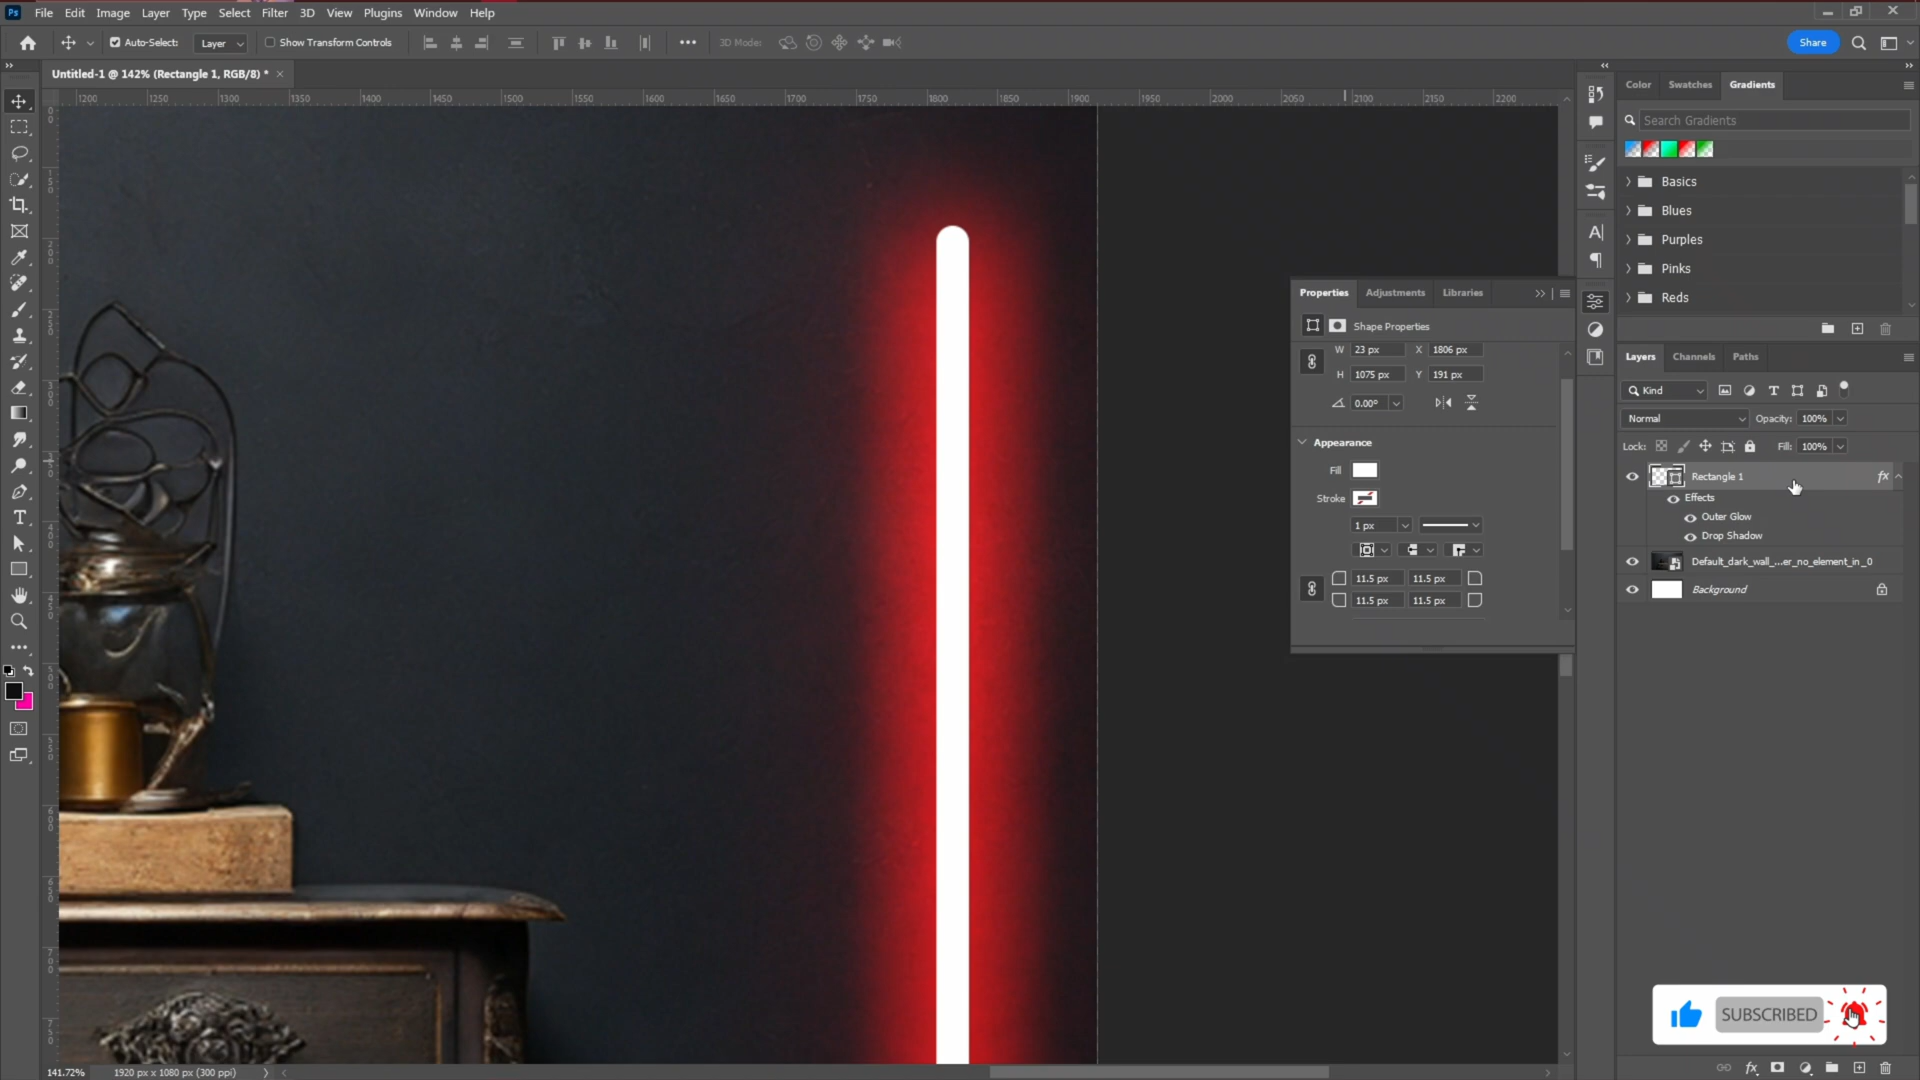 Ps File Edit Image Layer Type Select Filter 3D View Plugins Window Help
Auto-Select: Layer Show Transform Controls 3D Mode: Share
Untitled-1 @ 142% (Rectangle 1, RGB/8) *
1200 1250 1300 1350 1400 1450 1500 1550 1600 1650 1700 1750 1800 1850 1900 1950 2000 2050 2100 2150 2200
Color Swatches Gradients
Search Gradients
Basics
Blues
Purples
Pinks
Reds
Properties Adjustments Libraries
Shape Properties
W 23 px X 1806 px
H 1075 px Y 191 px
0.00°
Appearance
Fill
Stroke
1 px
11.5 px 11.5 px
11.5 px 11.5 px
Layers Channels Paths
Kind
Normal Opacity: 100%
Lock: Fill: 100%
Rectangle 1 fx
Effects
Outer Glow
Drop Shadow
Default_dark_wall_...er_no_element_in_0
Background
SUBSCRIBED
141.72% 1920 px x 1080 px (300 ppi)